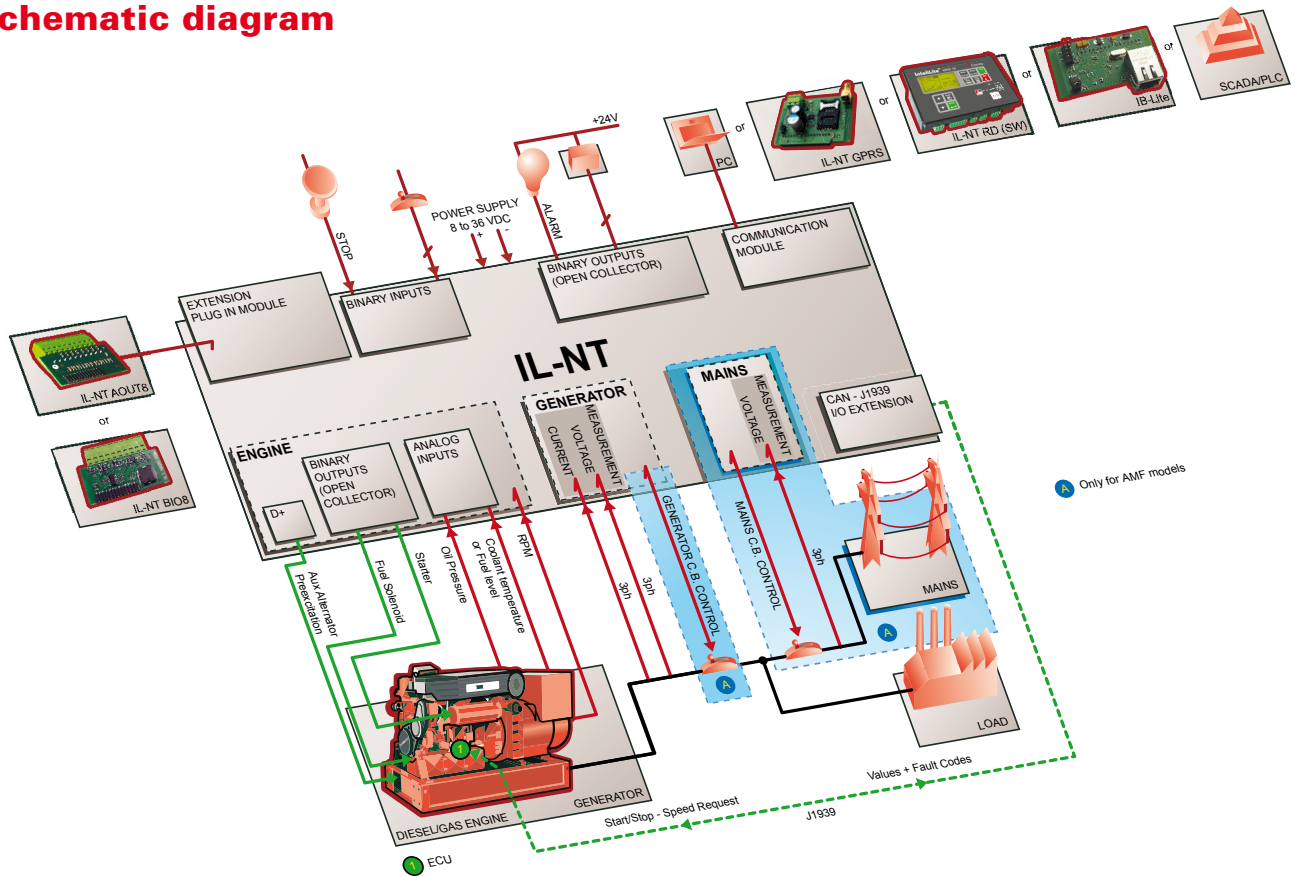 chematic diagram
SCADA/PLC
or
IB-Lite
or
IL-NT RD (SW)
or
IL-NT GPRS
or
PC
+24V
ALARM
POWER SUPPLY
8 to 36 VDC
+ -
STOP
COMMUNICATION
MODULE
BINARY OUTPUTS
(OPEN COLLECTOR)
BINARY INPUTS
EXTENSION
PLUG IN MODULE
IL-NT AOUT8
or
IL-NT BIO8
IL-NT
MAINS
VOLTAGE
MEASUREMENT
CAN - J1939
I/O EXTENSION
GENERATOR
CURRENT
VOLTAGE
MEASUREMENT
ENGINE
D+
BINARY
OUTPUTS
(OPEN
COLLECTOR)
ANALOG
INPUTS
A Only for AMF models
Aux Alternator
Preexcitation
Fuel Solenoid
Starter
Oil Pressure
Coolant temperature
or Fuel level
RPM
3ph
3ph
GENERATOR C.B. CONTROL
MAINS C.B. CONTROL
3ph
MAINS
A
A
LOAD
1
GENERATOR
DIESEL/GAS ENGINE
Values + Fault Codes
Start/Stop - Speed Request
J1939
1 ECU